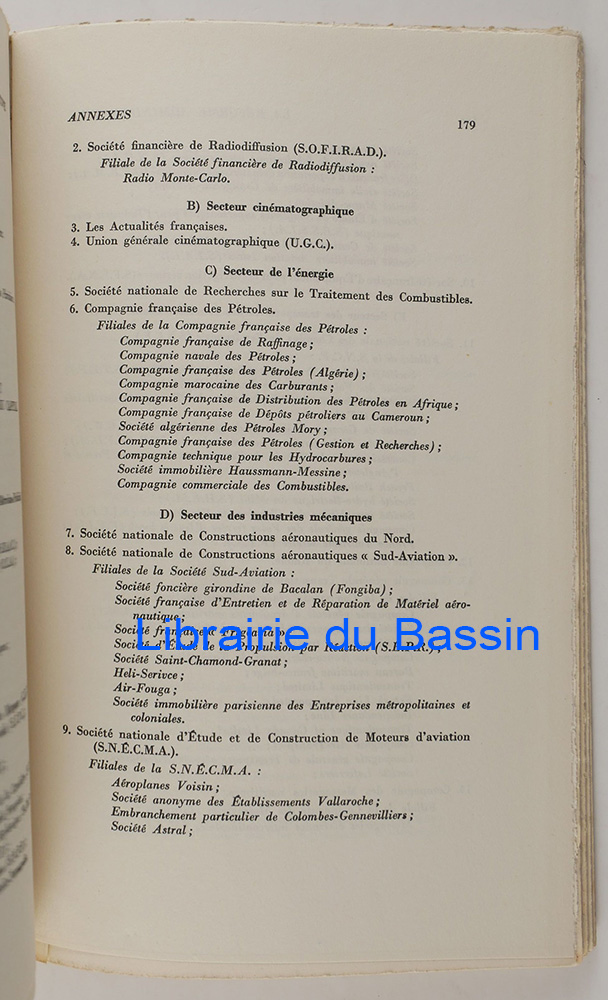 ANNEXES
179
2. Société financière de Radiodiffusion (S.O.F.I.R.A.D.).
Filiale de la Société financière de Radiodiffusion :
Radio Monte-Carlo.
B) Secteur cinématographique
3. Les Actualités françaises.
4. Union générale cinématographique (U.G.C.).
C) Secteur de l'énergie
5. Société nationale de Recherches sur le Traitement des Combustibles.
6. Compagnie française des Pétroles.
Filiales de la Compagnie française des Pétroles :
Compagnie française de Raffinage ;
Compagnie navale des Pétroles ;
Compagnie française des Pétroles (Algérie) ;
Compagnie marocaine des Carburants ;
Compagnie française de Distribution des Pétroles en Afrique ;
Compagnie française de Dépôts pétroliers au Cameroun ;
Société algérienne des Pétroles Mory ;
Compagnie française des Pétroles (Gestion et Recherches) ;
Compagnie technique pour les Hydrocarbures ;
Société immobilière Haussmann-Messine ;
Compagnie commerciale des Combustibles.
D) Secteur des industries mécaniques
7. Société nationale de Constructions aéronautiques du Nord.
8. Société nationale de Constructions aéronautiques « Sud-Aviation ».
Filiales de la Société Sud-Aviation :
Société foncière girondine de Bacalan (Fongiba) ;
Société française d'Entretien et de Réparation de Matériel aéro-
nautique ;
Société
Librairie du Bassin
Société Propulsion par Réaction (S.E.P.R.) ;
Société Saint-Chamond-Granat ;
Heli-Serivce ;
Air-Fouga ;
Société immobilière parisienne des Entreprises métropolitaines et
coloniales.
9. Société nationale d'Étude et de Construction de Moteurs d'aviation
(S.N.É.C.M.A.).
Filiales de la S.N.É.C.M.A. :
Aéroplanes Voisin ;
Société anonyme des Établissements Vallaroche ;
Embranchement particulier de Colombes-Gennevilliers ;
Société Astral ;